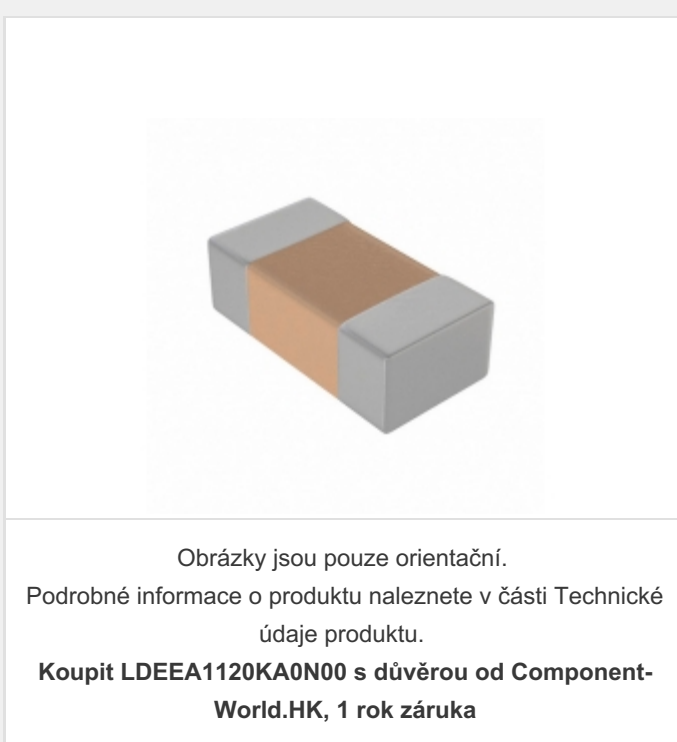 Obrázky jsou pouze orientační.
Podrobné informace o produktu naleznete v části Technické
údaje produktu.
Koupit LDEEA1120KA0N00 s důvěrou od Component-
World.HK, 1 rok záruka